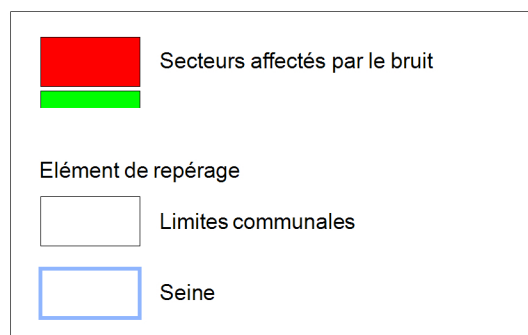 Secteurs affectés par le bruit
Elément de repérage
Limites communales
Seine